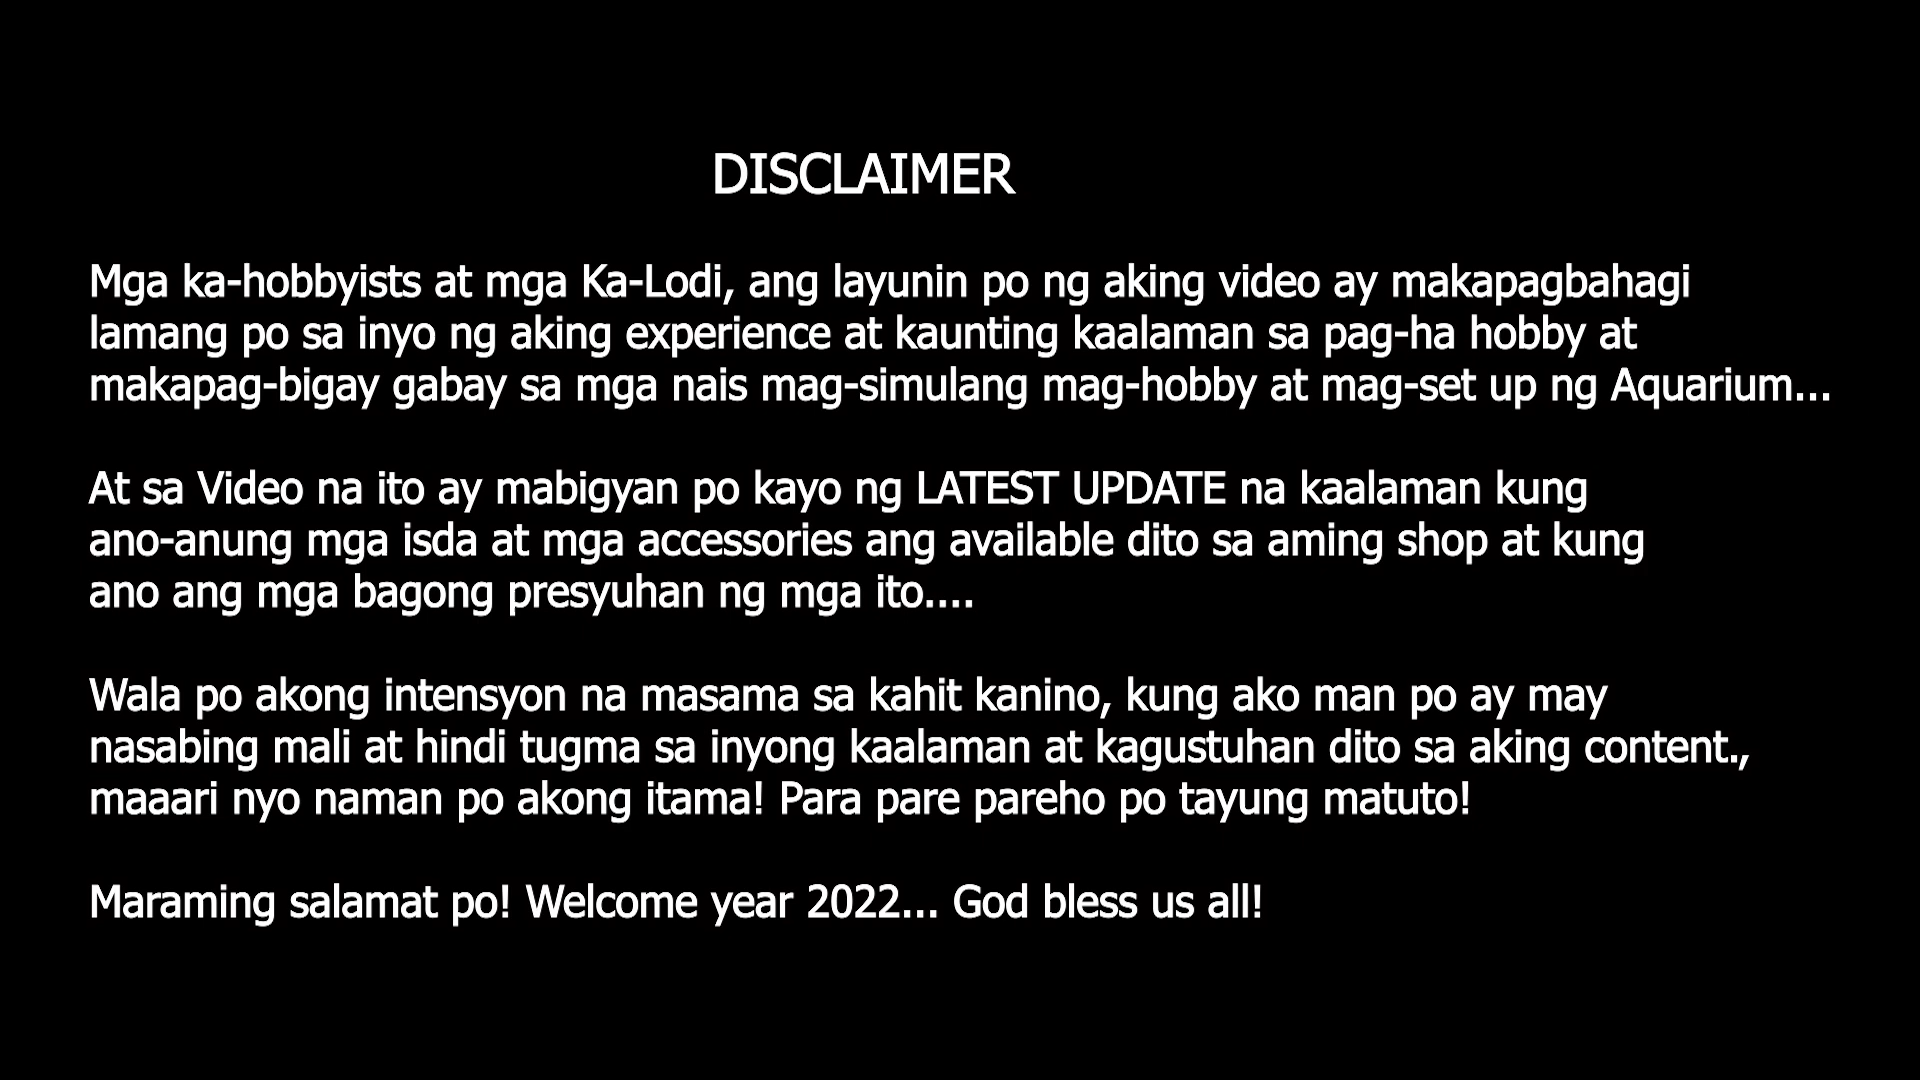 DISCLAIMER
Mga ka-hobbyists at mga Ka-Lodi, ang layunin po ng aking video ay makapagbahagi
lamang po sa inyo ng aking experience at kaunting kaalaman sa pag-ha hobby at
makapag-bigay gabay sa mga nais mag-simulang mag-hobby at mag-set up ng Aquarium...
At sa Video na ito ay mabigyan po kayo ng LATEST UPDATE na kaalaman kung
ano-anung mga isda at mga accessories ang available dito sa aming shop at kung
ano ang mga bagong presyuhan ng mga ito....
Wala po akong intensyon na masama sa kahit kanino, kung ako man po ay may
nasabing mali at hindi tugma sa inyong kaalaman at kagustuhan dito sa aking content.,
maaari nyo naman po akong itama! Para pare pareho po tayung matuto!
Maraming salamat po! Welcome year 2022... God bless us all!